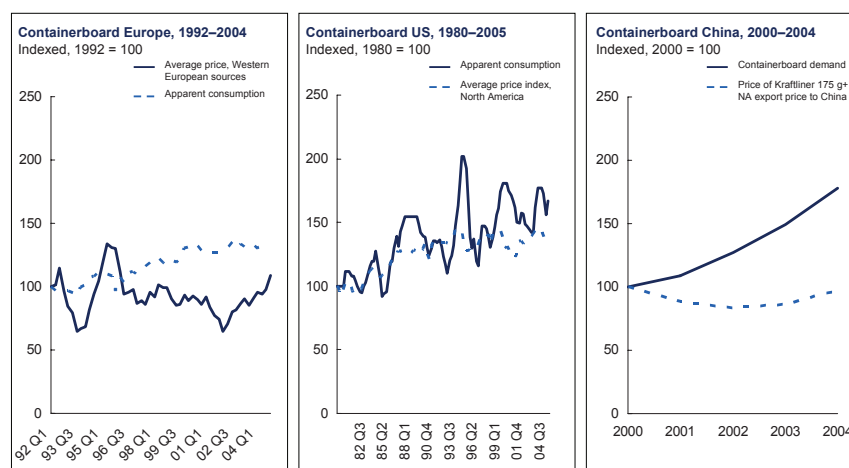 Containerboard Europe, 1992–2004
Indexed, 1992 = 100
Average price, Western
European sources
Apparent consumption
250
200
150
100
50
0
92 Q1
93 Q3
95 Q1
96 Q3
98 Q1
99 Q3
01 Q1
02 Q3
04 Q1
Containerboard US, 1980–2005
Indexed, 1980 = 100
Apparent consumption
Average price index,
North America
250
200
150
100
50
0
82 Q3
85 Q2
88 Q1
90 Q4
93 Q3
96 Q2
99 Q1
01 Q4
04 Q3
Containerboard China, 2000–2004
Indexed, 2000 = 100
Containerboard demand
Price of Kraftliner 175 g+
NA export price to China
250
200
150
100
50
0
2000
2001
2002
2003
2004